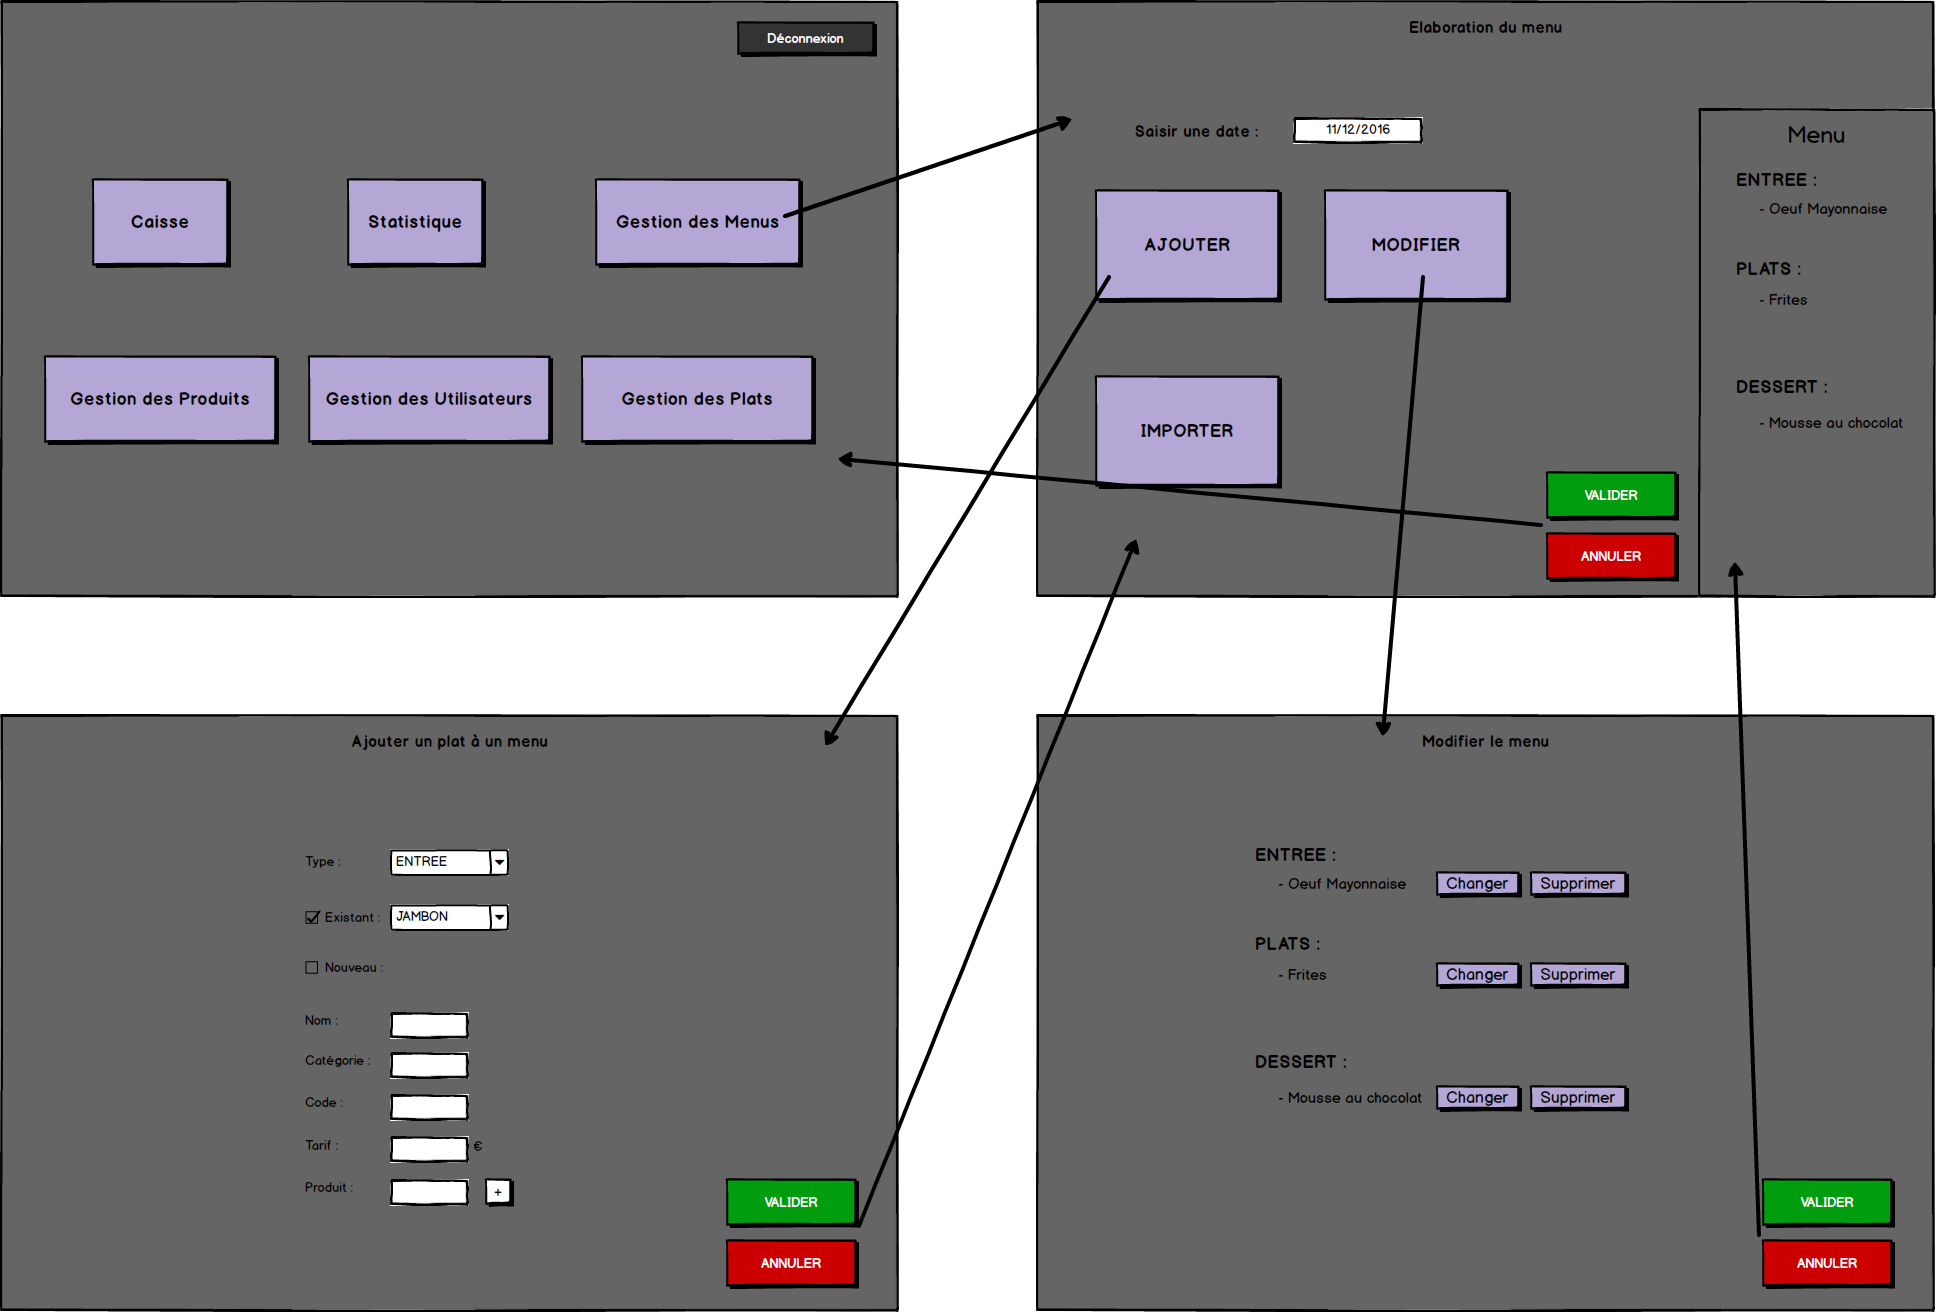 Déconnexion
Caisse
Statistique
Gestion des Menus
Gestion des Produits
Gestion des Utilisateurs
Gestion des Plats
Elaboration du menu
Saisir une date :
11/12/2016
AJOUTER
MODIFIER
IMPORTER
VALIDER
ANNULER
Menu
ENTREE :
- Oeuf Mayonnaise
PLATS :
- Frites
DESSERT :
- Mousse au chocolat
Ajouter un plat à un menu
Type :
ENTREE
Existant :
JAMBON
Nouveau :
Nom :
Catégorie :
Code :
Tarif :
€
Produit :
+
VALIDER
ANNULER
Modifier le menu
ENTREE :
- Oeuf Mayonnaise
Changer
Supprimer
PLATS :
- Frites
Changer
Supprimer
DESSERT :
- Mousse au chocolat
Changer
Supprimer
VALIDER
ANNULER